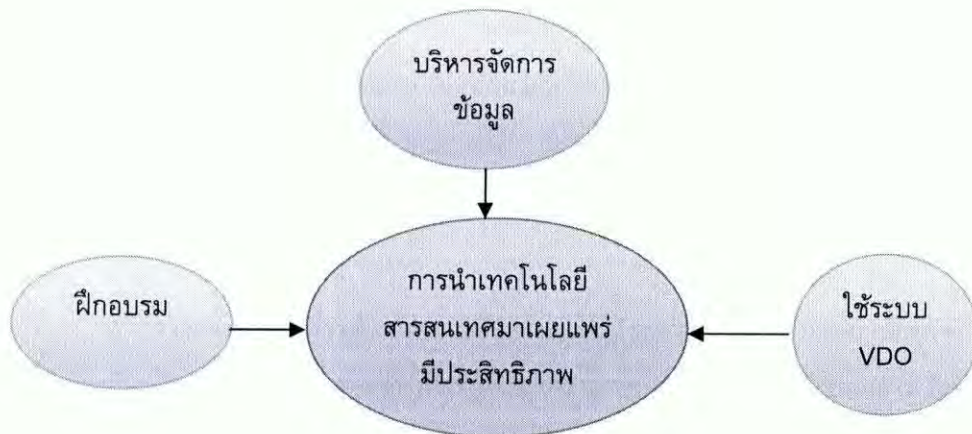 บริหารจัดการ
ข้อมูล
ฝึกอบรม
การนำเทคโนโลยี
สารสนเทศมาเผยแพร่
มีประสิทธิภาพ
ใช้ระบบ
VDO